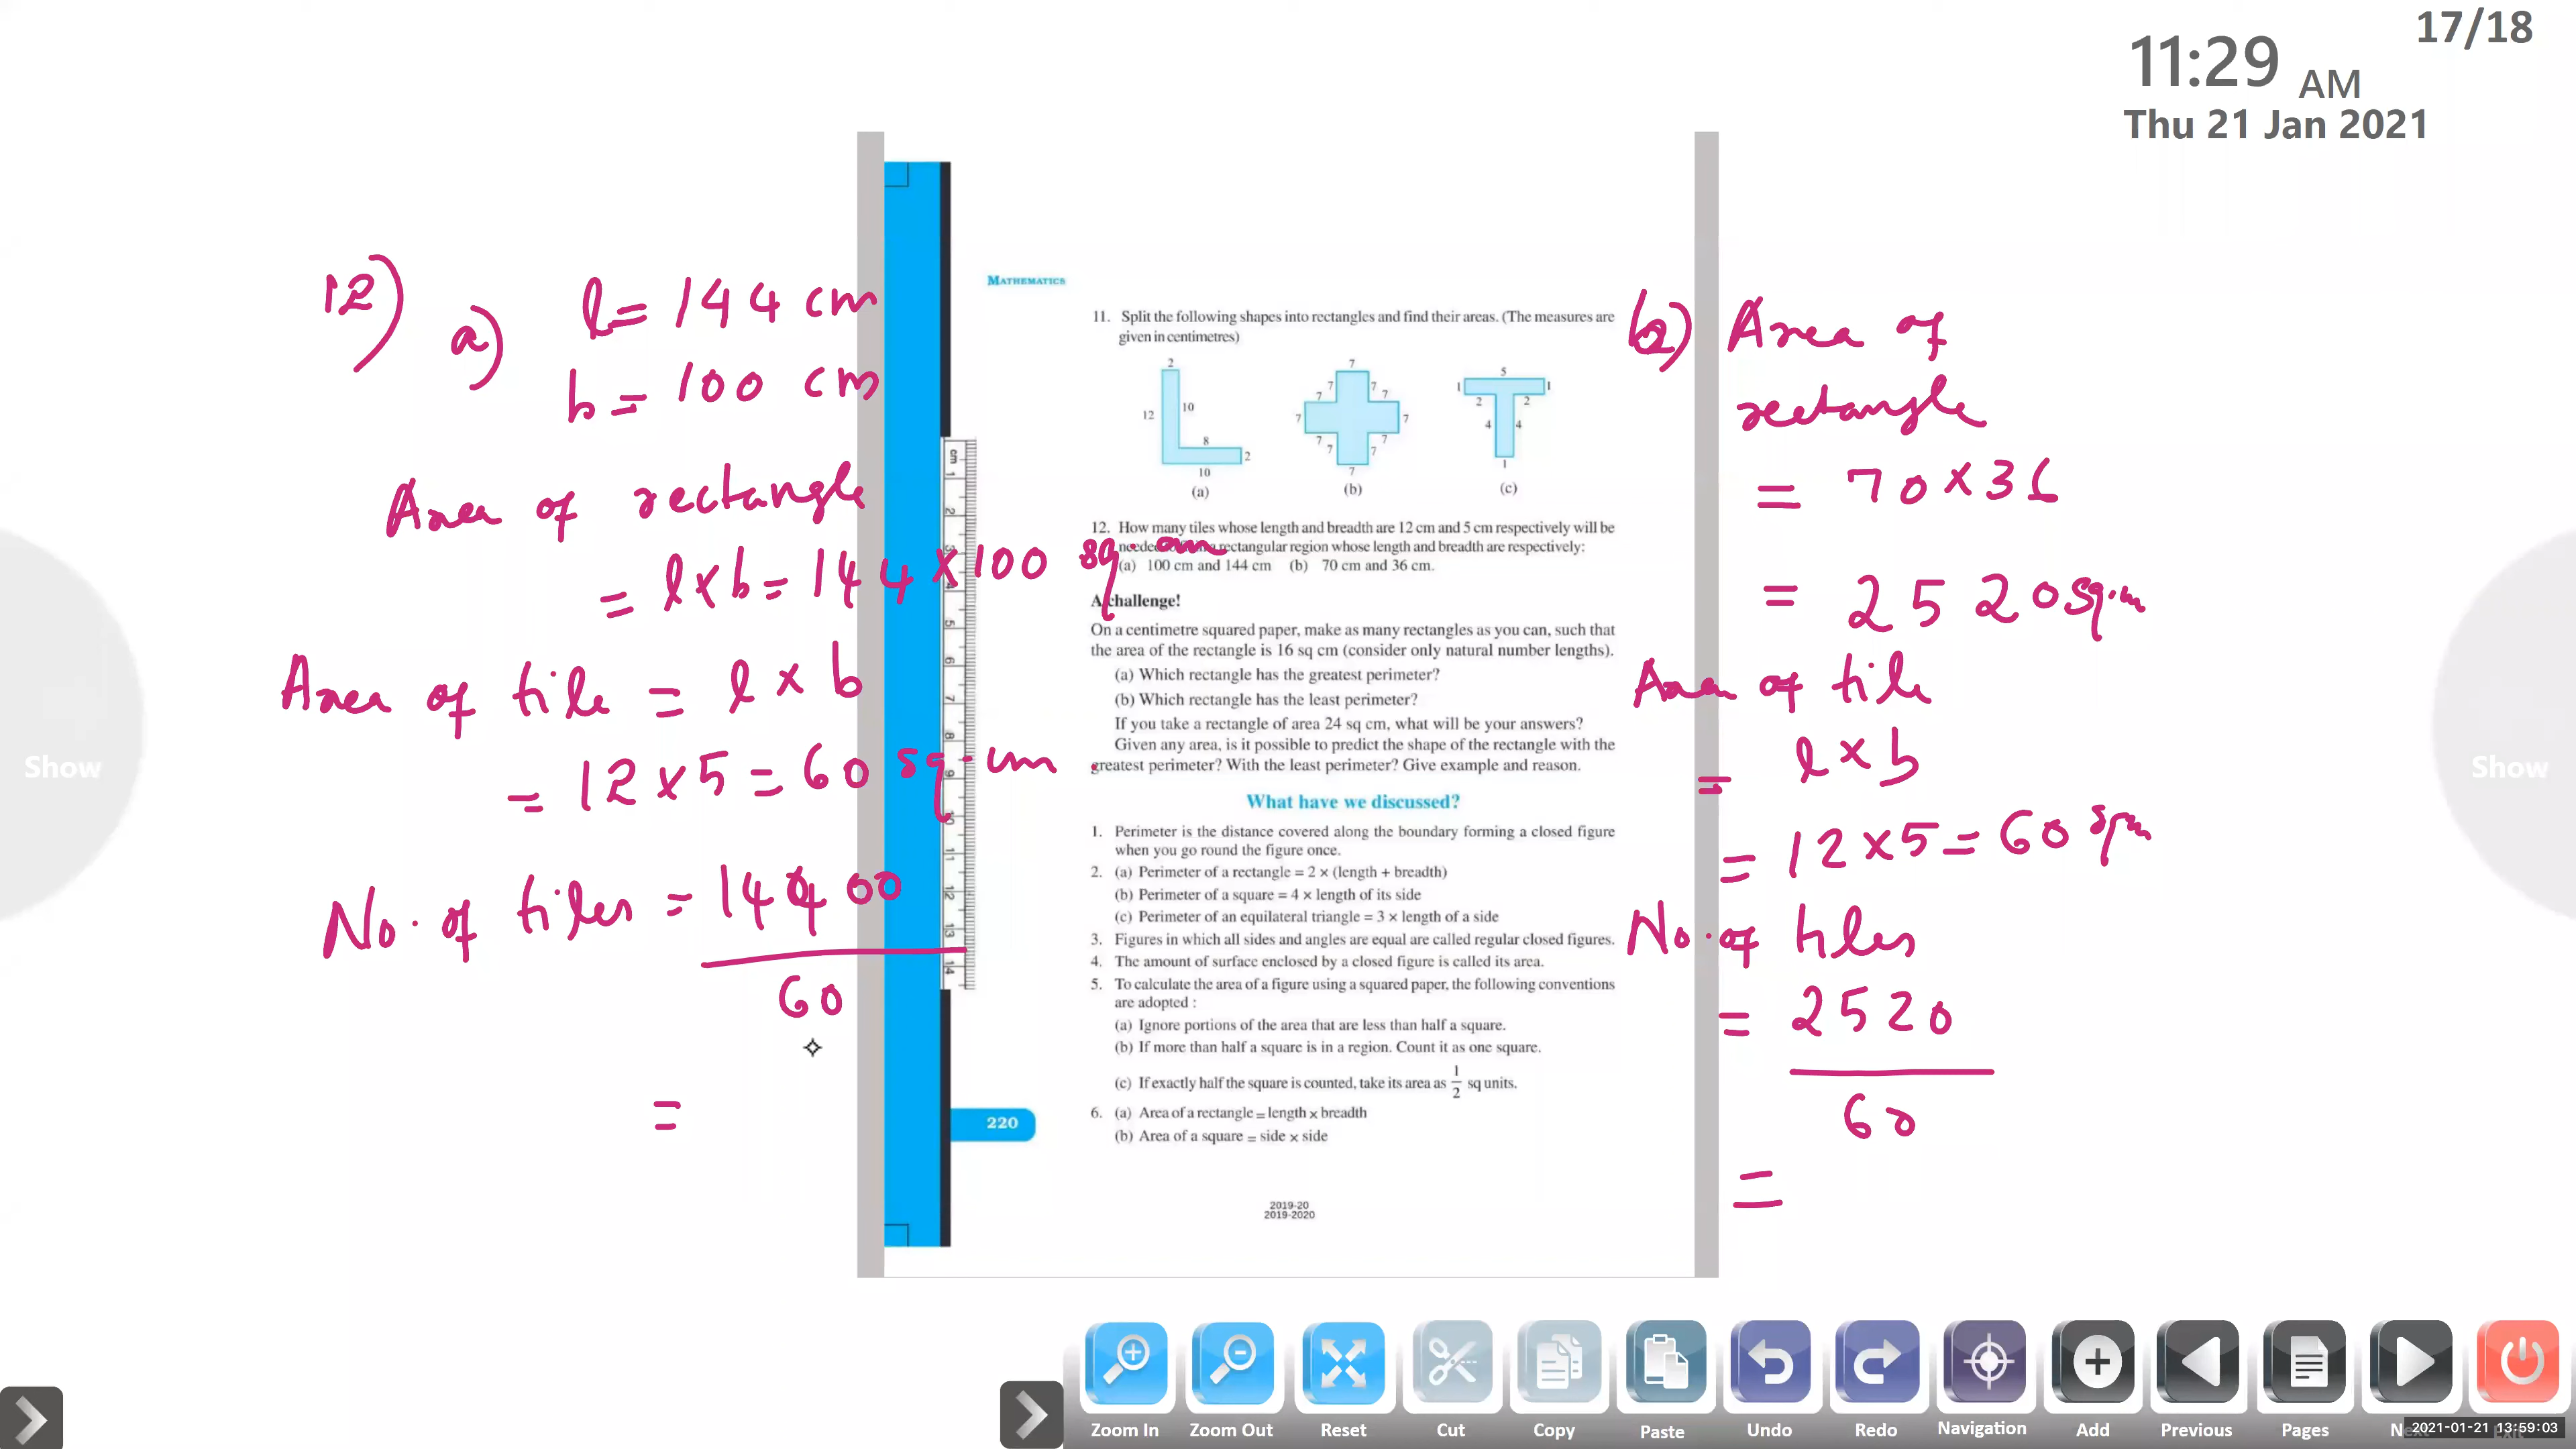 17/18
11:29 AM
Thu 21 Jan 2021
12) a) l = 144 cm
b = 100 cm
Area of rectangle
= l x b = 144 x 100 sq. cm
Area of tile = l x b
= 12 x 5 = 60 sq. cm
No. of tiles = 14400
60
=
MATHEMATICS
11. Split the following shapes into rectangles and find their areas. (The measures are
given in centimetres)
2
12
10
8
2
10
(a)
7
7 7
7 7
7 7
7 7
7 7
7
(b)
5
1 1
2 2
4 4
1
(c)
12. How many tiles whose length and breadth are 12 cm and 5 cm respectively will be
rectangular region whose length and breadth are respectively:
(a) 100 cm and 144 cm (b) 70 cm and 36 cm.
A challenge!
On a centimetre squared paper, make as many rectangles as you can, such that
the area of the rectangle is 16 sq cm (consider only natural number lengths).
(a) Which rectangle has the greatest perimeter?
(b) Which rectangle has the least perimeter?
If you take a rectangle of area 24 sq cm, what will be your answers?
Given any area, is it possible to predict the shape of the rectangle with the
greatest perimeter? With the least perimeter? Give example and reason.
What have we discussed?
1. Perimeter is the distance covered along the boundary forming a closed figure
when you go round the figure once.
2. (a) Perimeter of a rectangle = 2 × (length + breadth)
(b) Perimeter of a square = 4 × length of its side
(c) Perimeter of an equilateral triangle = 3 × length of a side
3. Figures in which all sides and angles are equal are called regular closed figures.
4. The amount of surface enclosed by a closed figure is called its area.
5. To calculate the area of a figure using a squared paper, the following conventions
are adopted :
(a) Ignore portions of the area that are less than half a square.
(b) If more than half a square is in a region. Count it as one square.
(c) If exactly half the square is counted, take its area as 1/2 sq units.
6. (a) Area of a rectangle = length × breadth
(b) Area of a square = side × side
220
2019-20
2019-2020
cm 1 2 3 4 5 6 7 8 9 10 11 12 13 14
b) Area of
rectangle
= 70 x 36
= 2520 sq.m
Area of tile
= l x b
= 12 x 5 = 60 sqm
No. of tiles
= 2520
60
=
Show
Show
Zoom In Zoom Out Reset Cut Copy Paste Undo Redo Navigation Add Previous Pages
2021-01-21 13:59:03